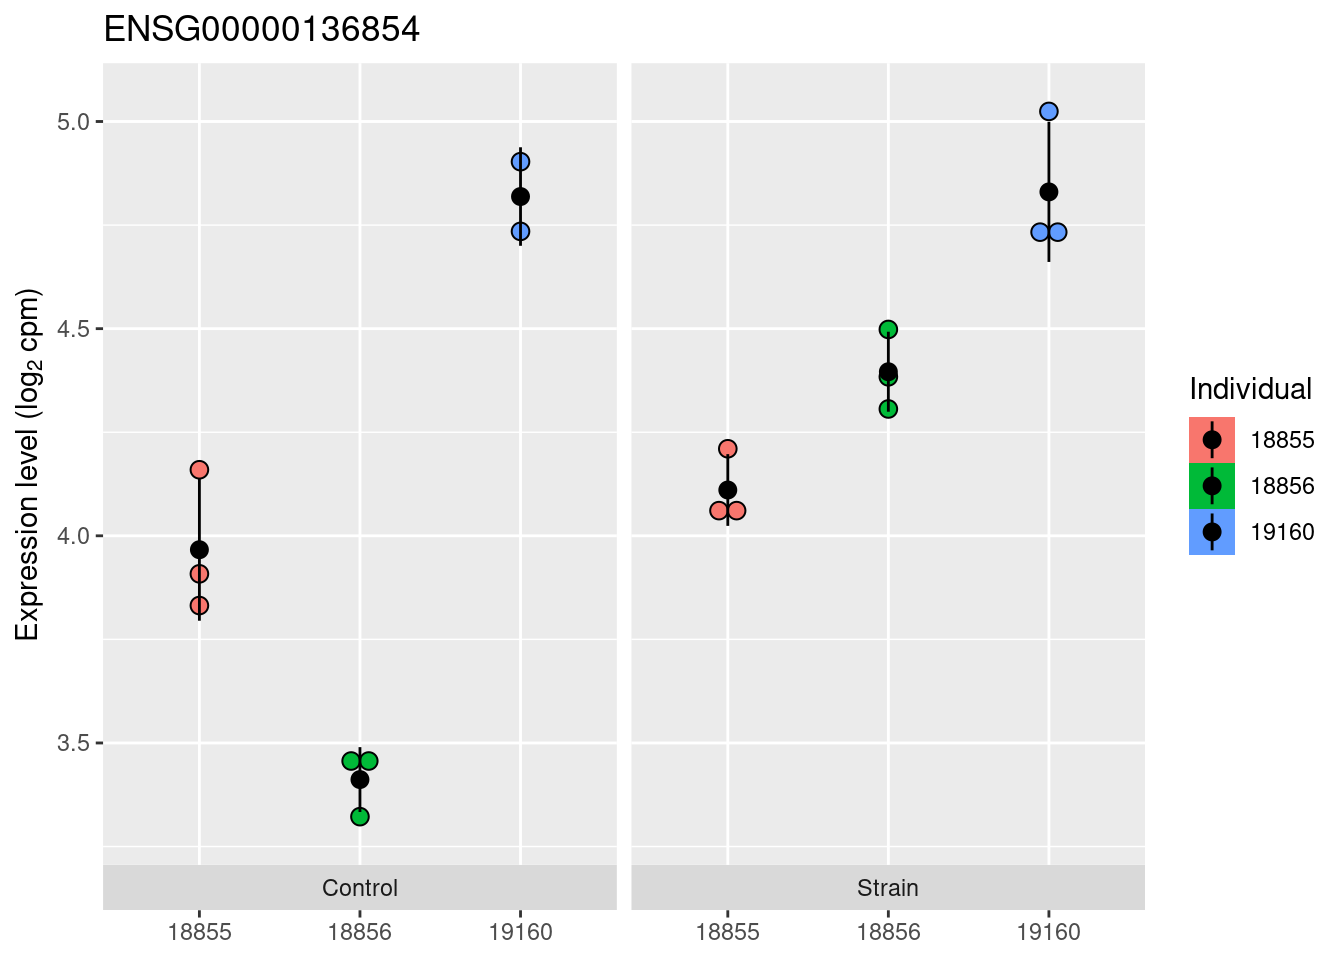 ENSG00000136854
Expression level (log₂ cpm)
5.0
4.5
4.0
3.5
Control
Strain
18855 18856 19160
18855 18856 19160
Individual
18855
18856
19160